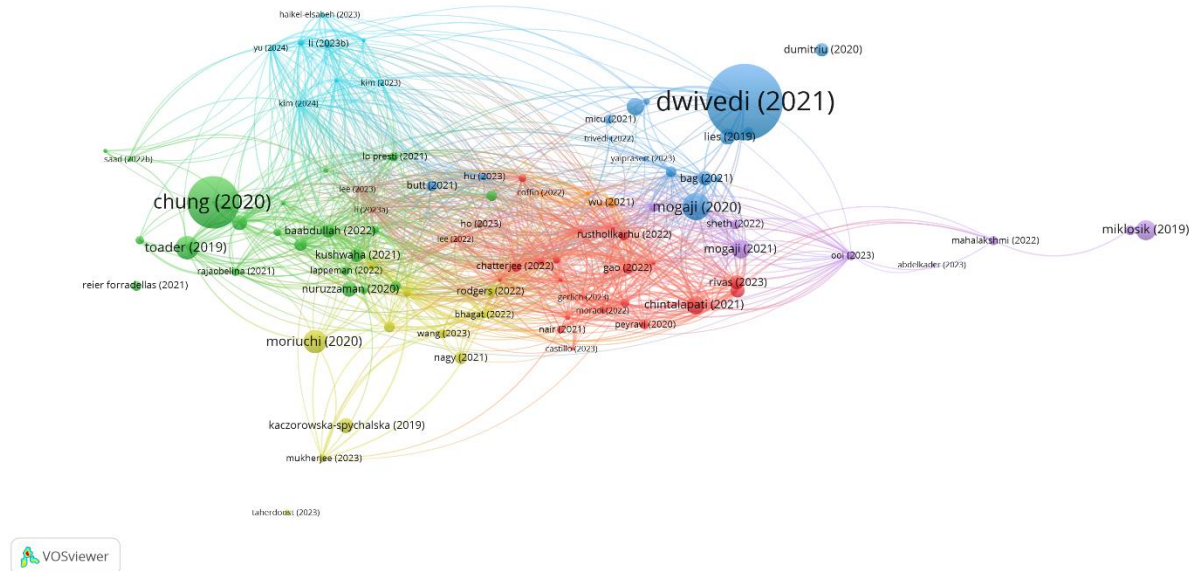 haikel-elsabeh (2023)
yu (2024)
li (2023b)
dumitriu (2020)
kim (2023)
kim (2024)
dwivedi (2021)
micu (2021)
lies (2019)
trivedi (2022)
saad (2022b)
lo presti (2021)
yaiprasert (2023)
hu (2023)
bag (2021)
butt (2021)
lee (2023)
coffin (2022)
chung (2020)
wu (2021)
mogaji (2020)
li (2023a)
ho (2023)
sheth (2022)
baabdullah (2022)
rusthollkarhu (2022)
miklosik (2019)
lee (2022)
mahalakshmi (2022)
toader (2019)
kushwaha (2021)
mogaji (2021)
ooi (2023)
chatterjee (2022)
gao (2022)
abdelkader (2023)
rajaobelina (2021)
lappeman (2022)
rivas (2023)
reier forradellas (2021)
nuruzzaman (2020)
rodgers (2022)
gerlich (2023)
chintalapati (2021)
moradi (2022)
bhagat (2022)
peyravi (2020)
nair (2021)
wang (2023)
moriuchi (2020)
castillo (2023)
nagy (2021)
kaczorowska-spychalska (2019)
mukherjee (2023)
taherdoost (2023)
VOSviewer